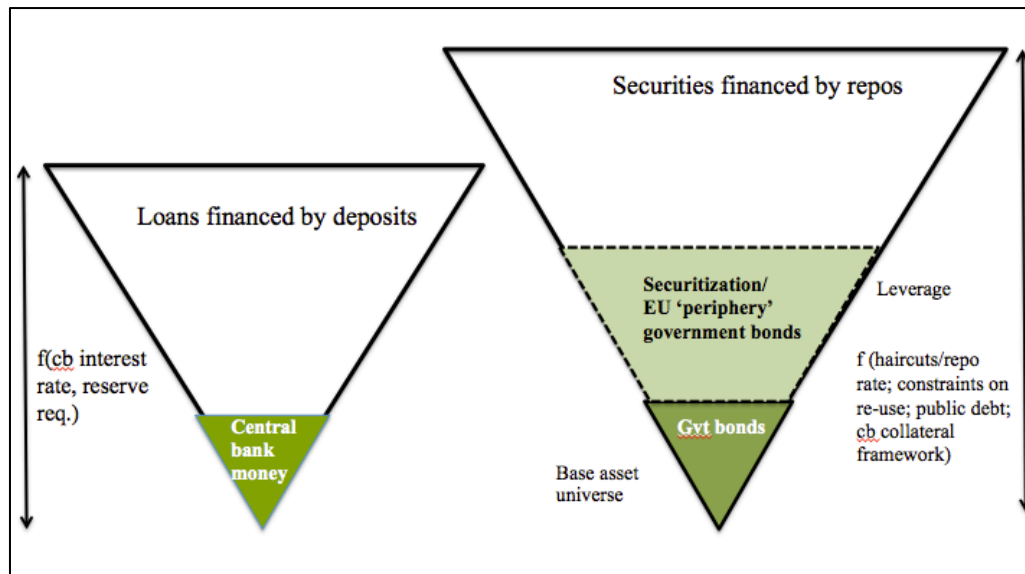 Loans financed by deposits
f(cb interest
rate, reserve
req.)
Central
bank
money
Securities financed by repos
Securitization/
EU ‘periphery’
government bonds
Leverage
f (haircuts/repo
rate; constraints on
re-use; public debt;
cb collateral
framework)
Gvt bonds
Base asset
universe